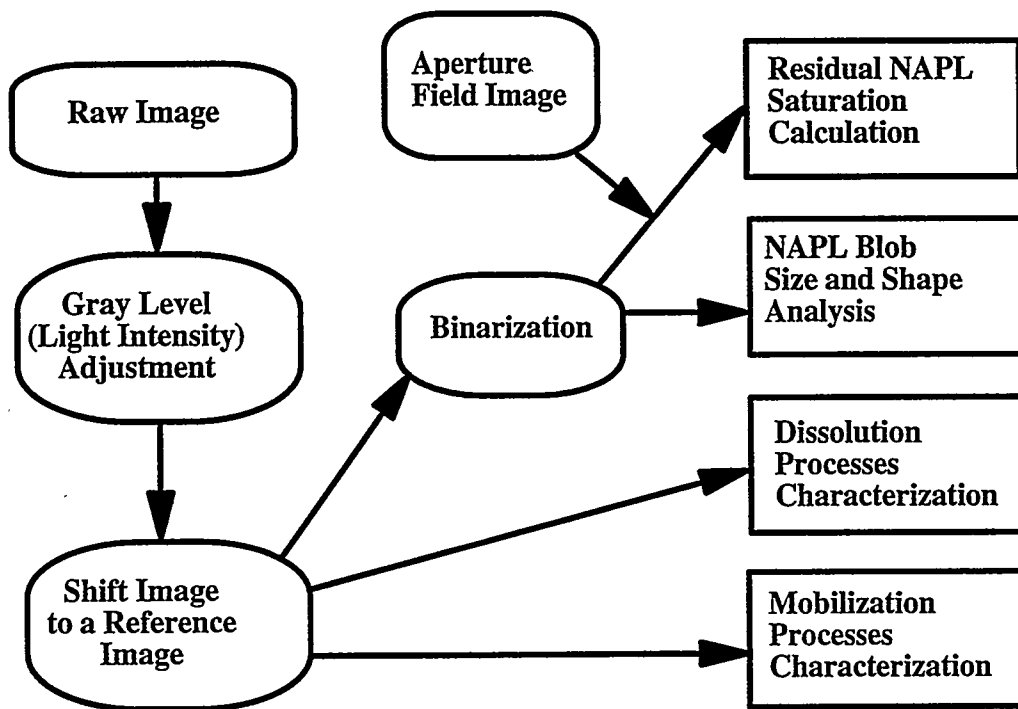 Raw Image
Gray Level
(Light Intensity)
Adjustment
Shift Image
to a Reference
Image
Aperture
Field Image
Binarization
Residual NAPL
Saturation
Calculation
NAPL Blob
Size and Shape
Analysis
Dissolution
Processes
Characterization
Mobilization
Processes
Characterization